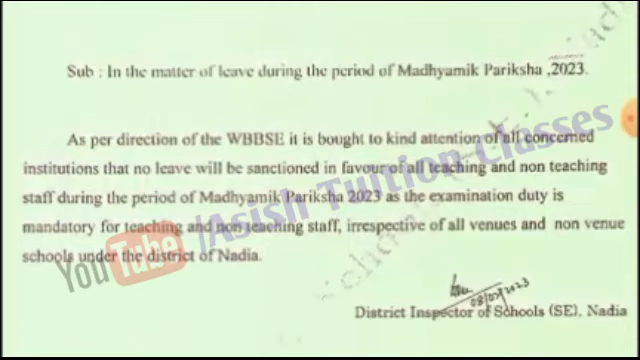 Sub : In the matter of leave during the period of Madhyamik Pariksha ,2023.
As per direction of the WBBSE it is bought to kind attention of all concerned
institutions that no leave will be sanctioned in favour of all teaching and non teaching
staff during the period of Madhyamik Pariksha 2023 as the examination duty is
mandatory for teaching and non teaching staff, irrespective of all venues and non venue
schools under the district of Nadia.
YouTube /Asish Tuition Classes
District Inspector of Schools (SE), Nadia